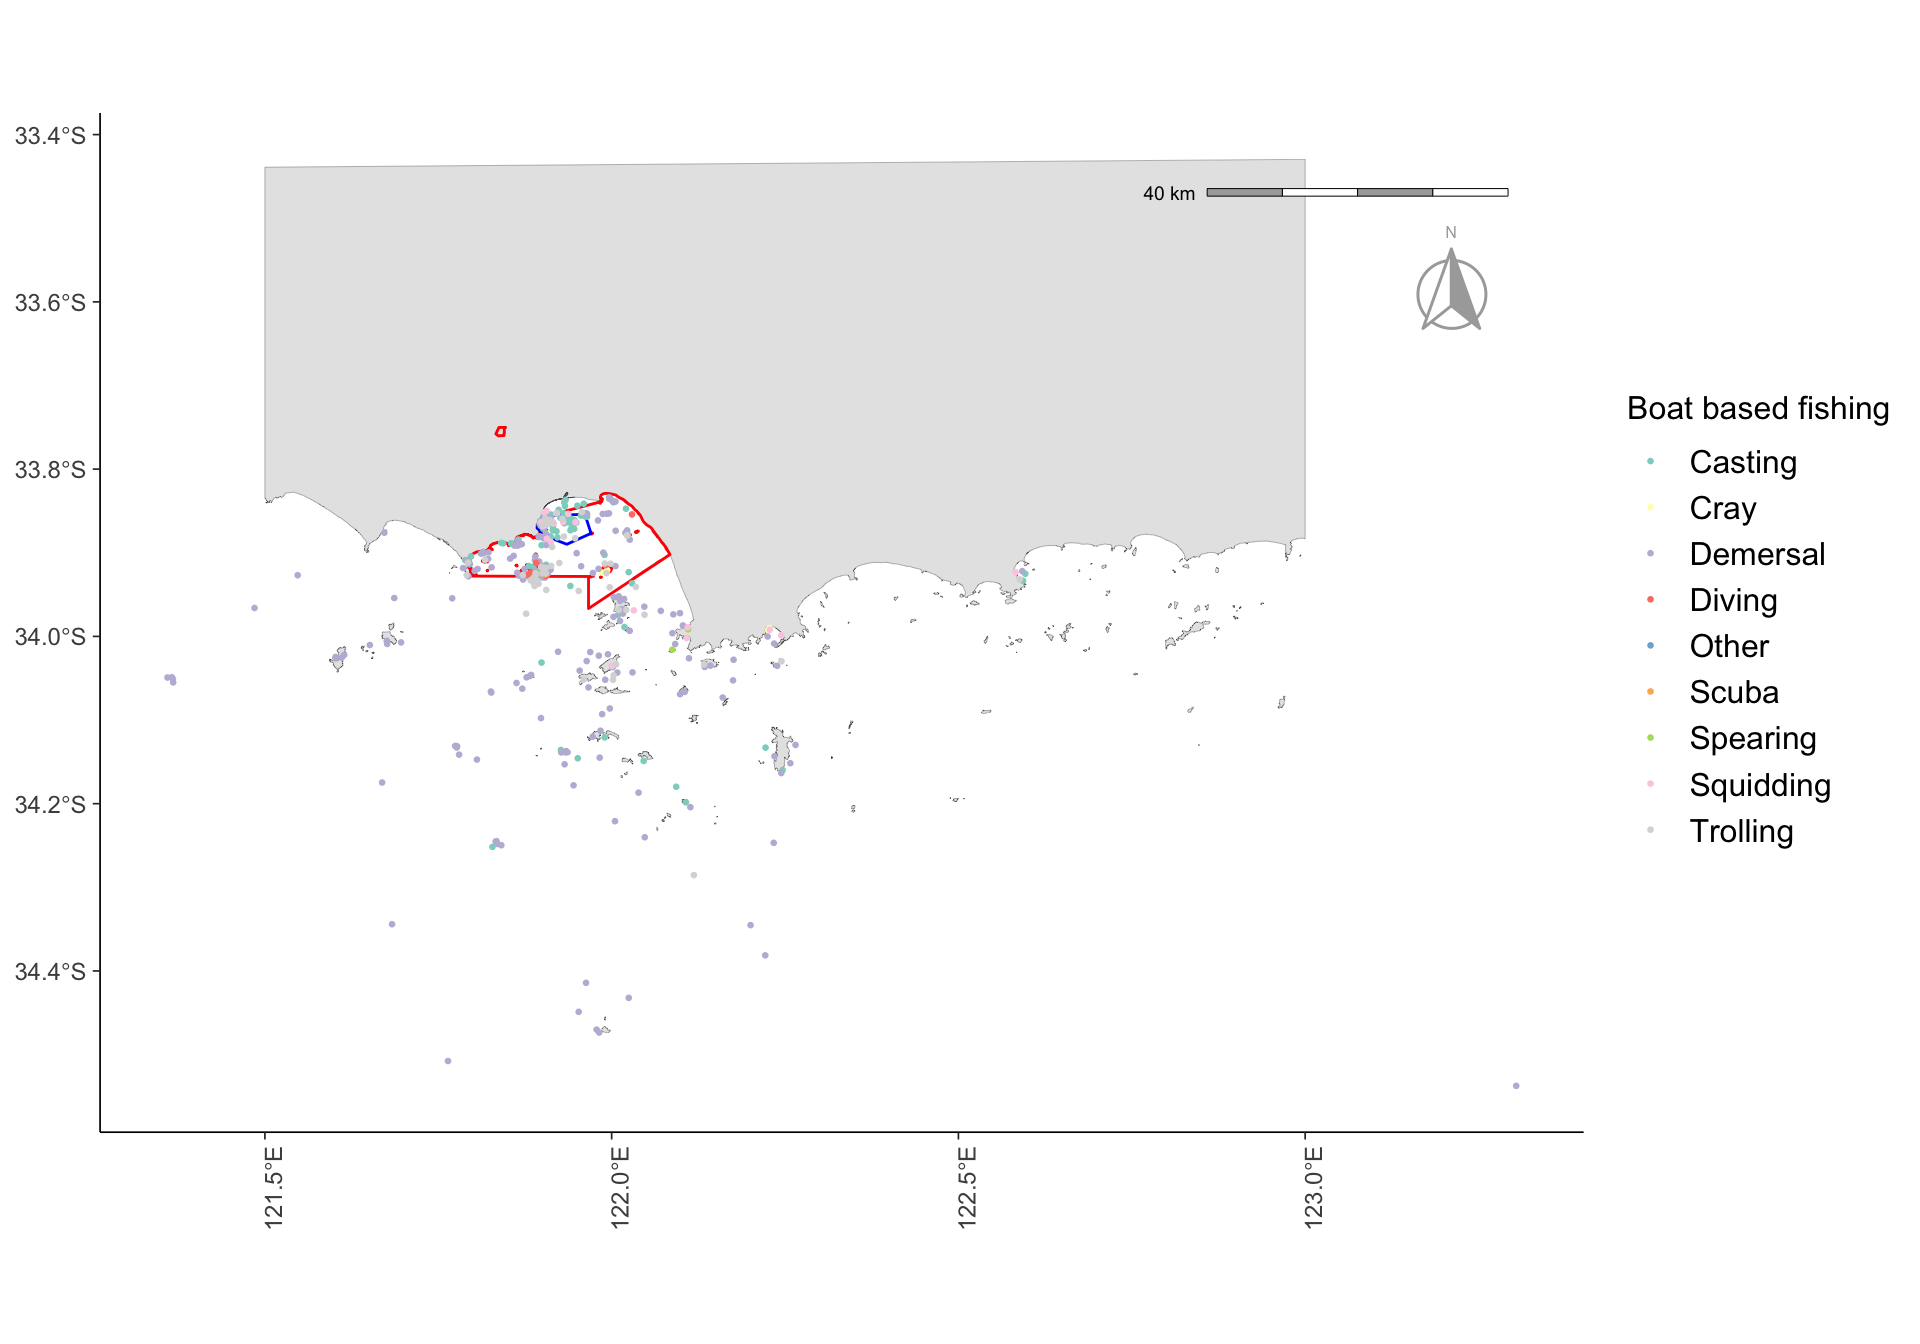 33.4°S
33.6°S
33.8°S
34.0°S
34.2°S
34.4°S
40 km
N
121.5°E
122.0°E
122.5°E
123.0°E
Boat based fishing
Casting
Cray
Demersal
Diving
Other
Scuba
Spearing
Squidding
Trolling